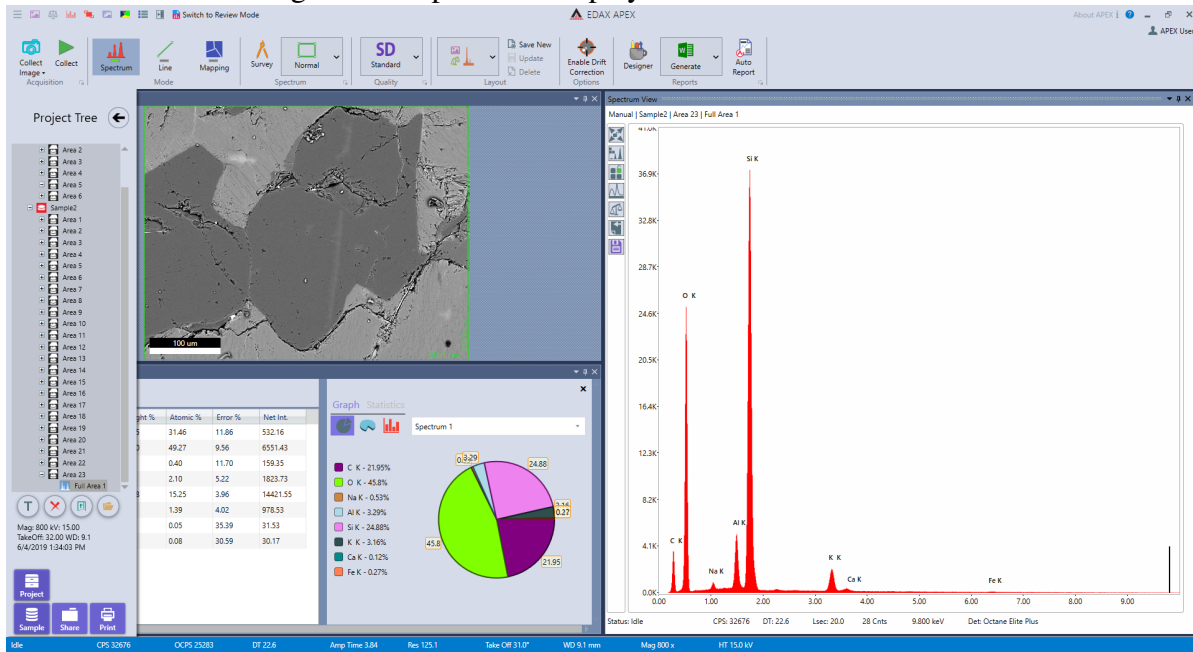 Switch to Review Mode
EDAX APEX
About APEX
APEX User
Collect Image
Collect
Spectrum
Line
Mapping
Survey
Normal
SD
Standard
Save New
Update
Delete
Enable Drift Correction
Designer
Generate
Auto Report
Acquisition
Mode
Spectrum
Quality
Layout
Options
Reports
Project Tree
Area 2
Area 3
Area 4
Area 5
Area 6
Sample2
Area 1
Area 2
Area 3
Area 4
Area 5
Area 6
Area 7
Area 8
Area 9
Area 10
Area 11
Area 12
Area 13
Area 14
Area 15
Area 16
Area 17
Area 18
Area 19
Area 20
Area 21
Area 22
Area 23
Full Area 1
T
Mag: 800 kV: 15.00
TakeOff: 32.00 WD: 9.1
6/4/2019 1:34:03 PM
Project
Sample
Share
Print
100 um
Atomic % Error % Net Int.
31.46 11.86 532.16
49.27 9.56 6551.43
0.40 11.70 159.35
2.10 5.22 1823.73
15.25 3.96 14421.55
1.39 4.02 978.53
0.05 35.39 31.53
0.08 30.59 30.17
Graph Statistics
Spectrum 1
C K - 21.95%
O K - 45.8%
Na K - 0.53%
Al K - 3.29%
Si K - 24.88%
K K - 3.16%
Ca K - 0.12%
Fe K - 0.27%
3.29
24.88
0.27
45.8
21.95
Spectrum View
Manual | Sample2 | Area 23 | Full Area 1
41.0K
36.9K
32.8K
28.7K
24.6K
20.5K
16.4K
12.3K
8.2K
4.1K
0.0K
Si K
O K
Al K
C K
Na K
K K
Ca K
Fe K
0.00 1.00 2.00 3.00 4.00 5.00 6.00 7.00 8.00 9.00
Status: Idle CPS: 32676 DT: 22.6 Lsec: 20.0 28 Cnts 9.800 keV Det: Octane Elite Plus
Idle CPS 32676 OCPS 25283 DT 22.6 Amp Time 3.84 Res 125.1 Take Off 31.0° WD 9.1 mm Mag 800 x HT 15.0 kV